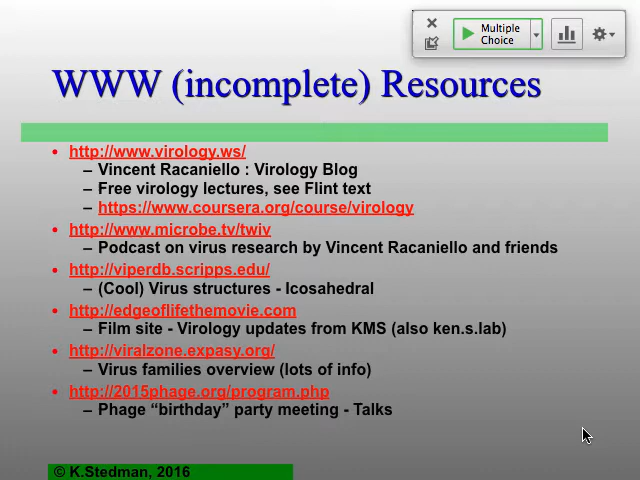 Multiple
Choice
WWW (incomplete) Resources
• http://www.virology.ws/
– Vincent Racaniello : Virology Blog
– Free virology lectures, see Flint text
– https://www.coursera.org/course/virology
• http://www.microbe.tv/twiv
– Podcast on virus research by Vincent Racaniello and friends
• http://viperdb.scripps.edu/
– (Cool) Virus structures - Icosahedral
• http://edgeoflifethemovie.com
– Film site - Virology updates from KMS (also ken.s.lab)
• http://viralzone.expasy.org/
– Virus families overview (lots of info)
• http://2015phage.org/program.php
– Phage “birthday” party meeting - Talks
© K.Stedman, 2016